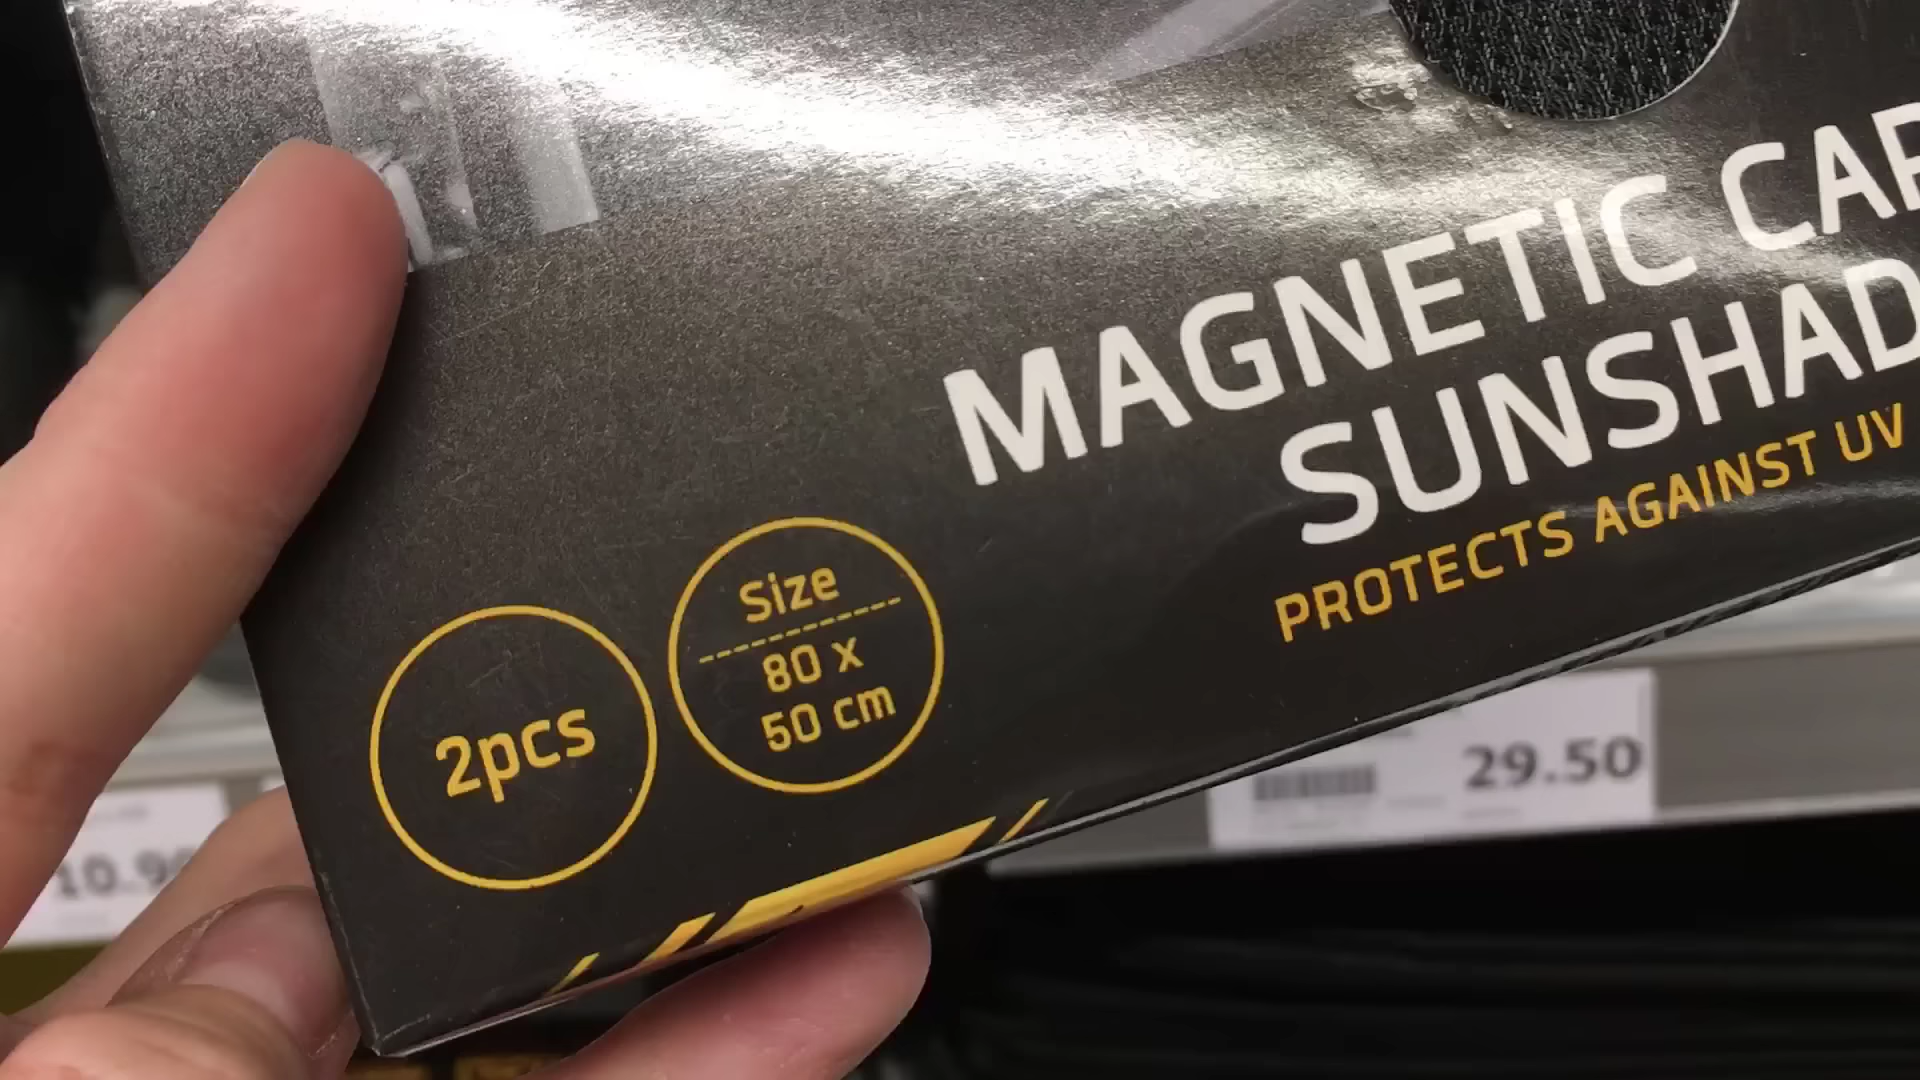 MAGNETIC CAR
SUNSHAD
PROTECTS AGAINST UV
Size
80 x
50 cm
2pcs
29.50
10.9